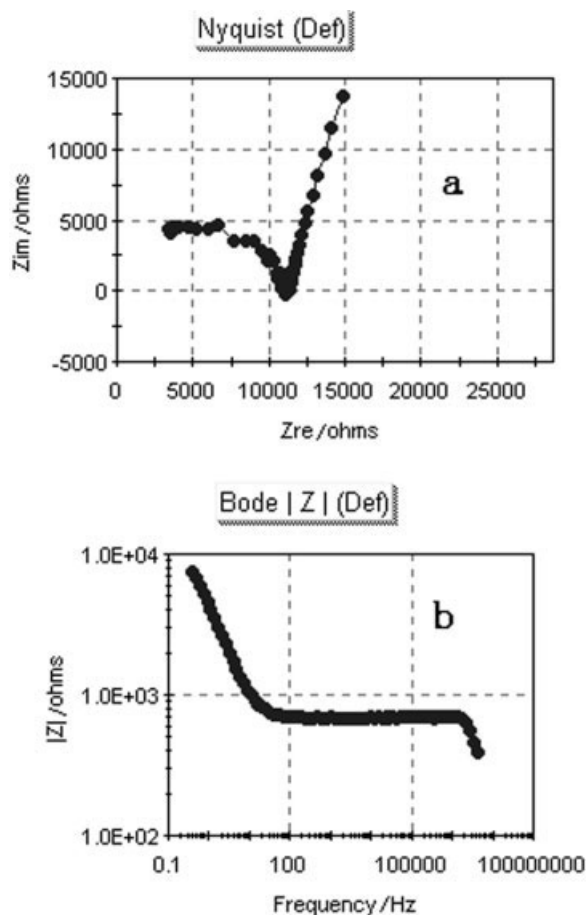 Nyquist (Def)
15000
10000
5000
0
-5000
Zim /ohms
a
0 5000 10000 15000 20000 25000
Zre /ohms
Bode | Z | (Def)
1.0E+04
1.0E+03
1.0E+02
|Z| /ohms
b
0.1 100 100000 100000000
Frequency /Hz